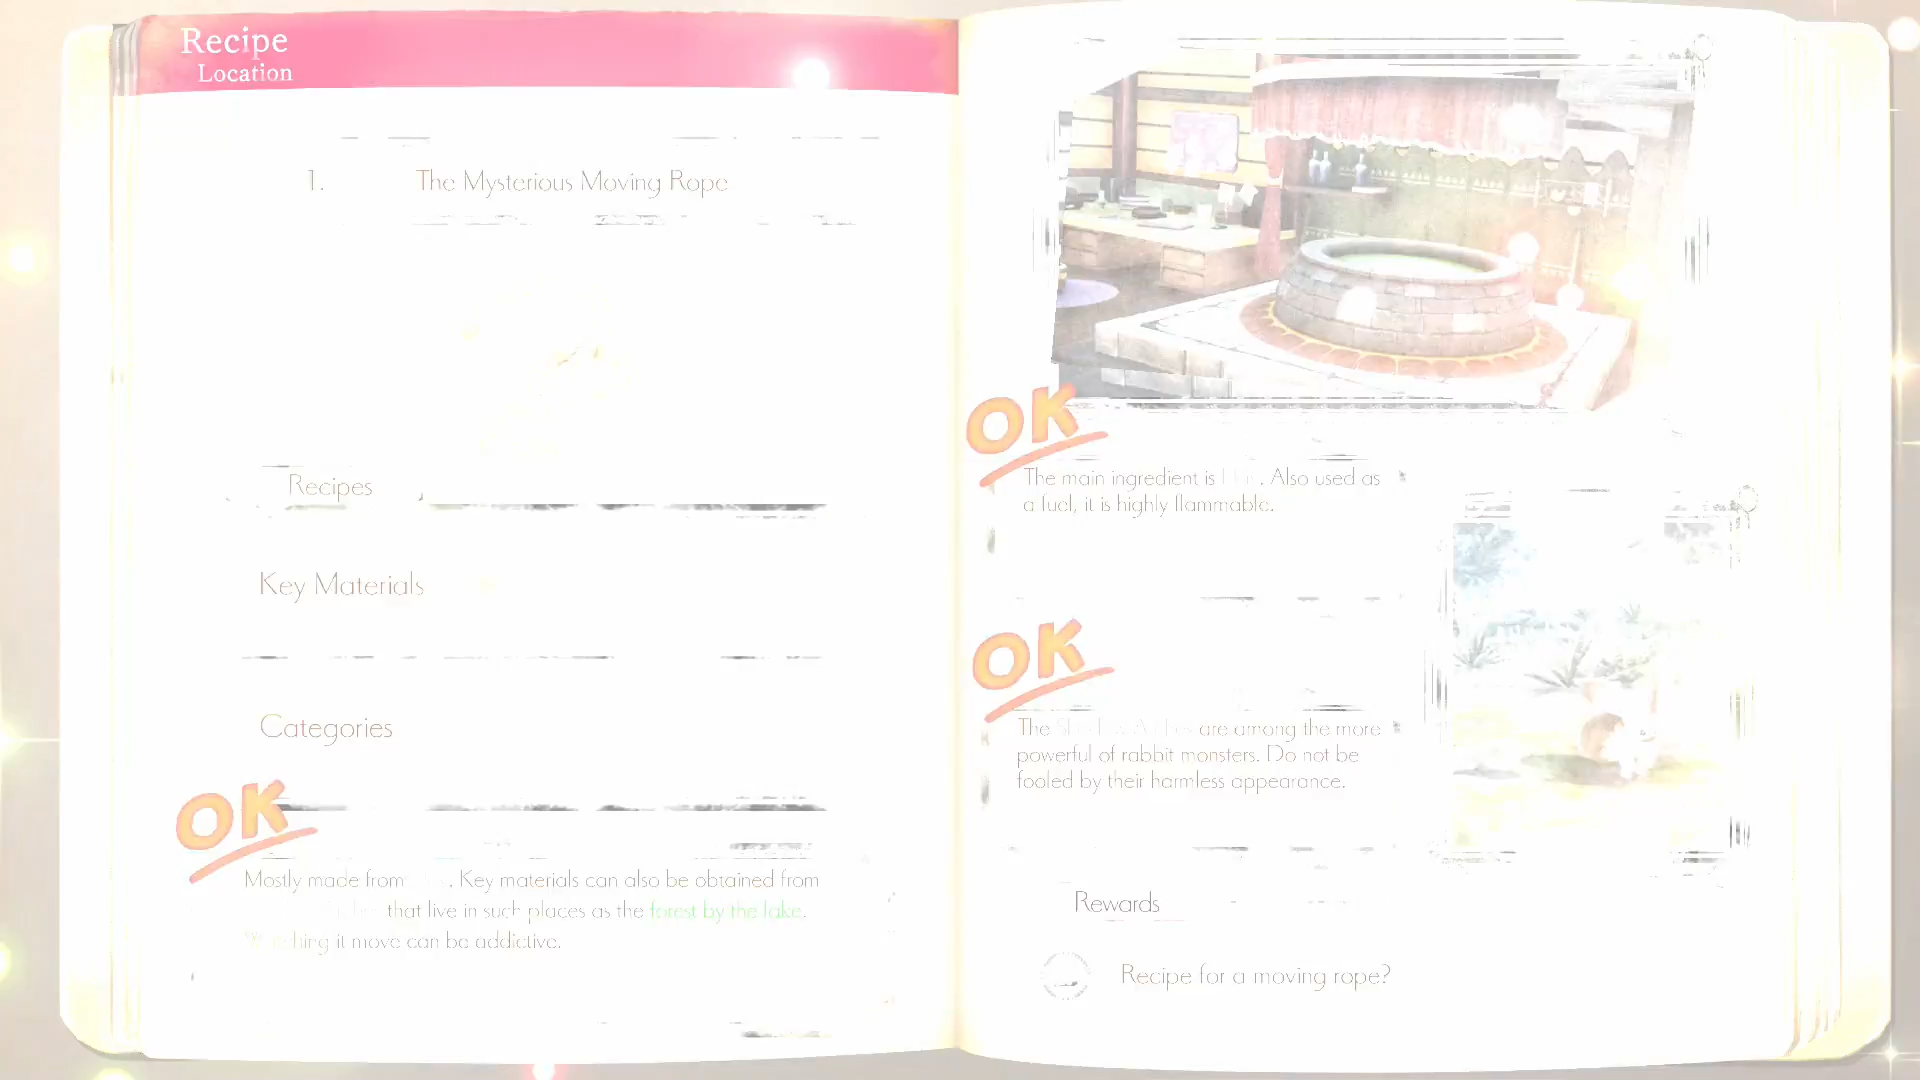 Recipe
Location
1. The Mysterious Moving Rope
Recipes
Key Materials
Categories
OK
Mostly made from . Key materials can also be obtained from
that live in such places as the forest by the lake.
it move can be addictive.
OK
The main ingredient is . Also used as
a fuel, it is highly flammable.
OK
The are among the more
powerful of rabbit monsters. Do not be
fooled by their harmless appearance.
Rewards
Recipe for a moving rope?